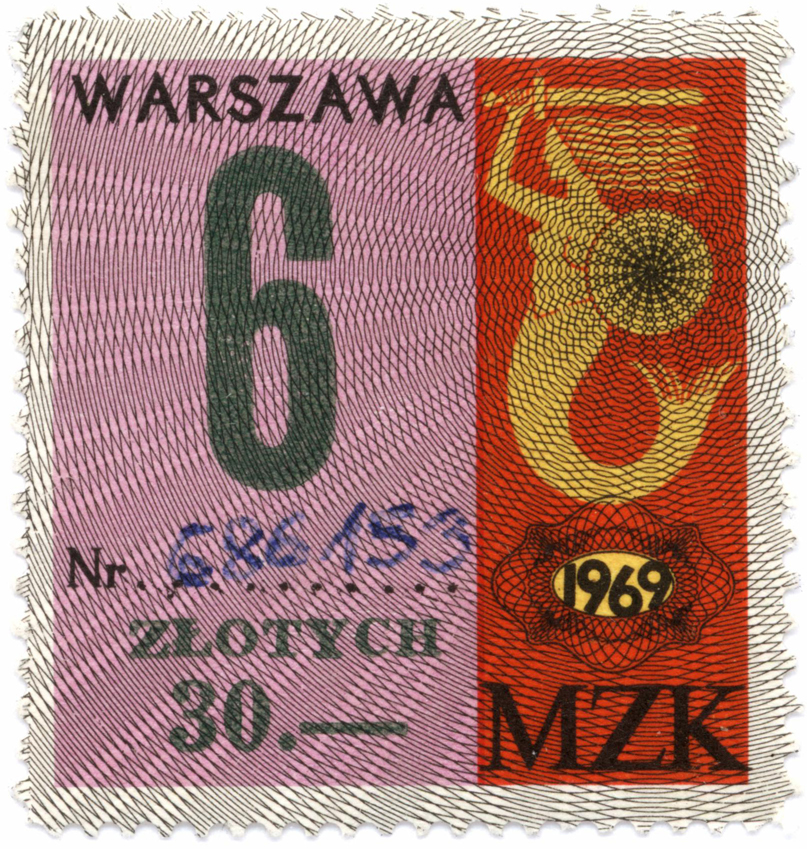 WARSZAWA
6
Nr. 686153
ZŁOTYCH
30.—
1969
MZK